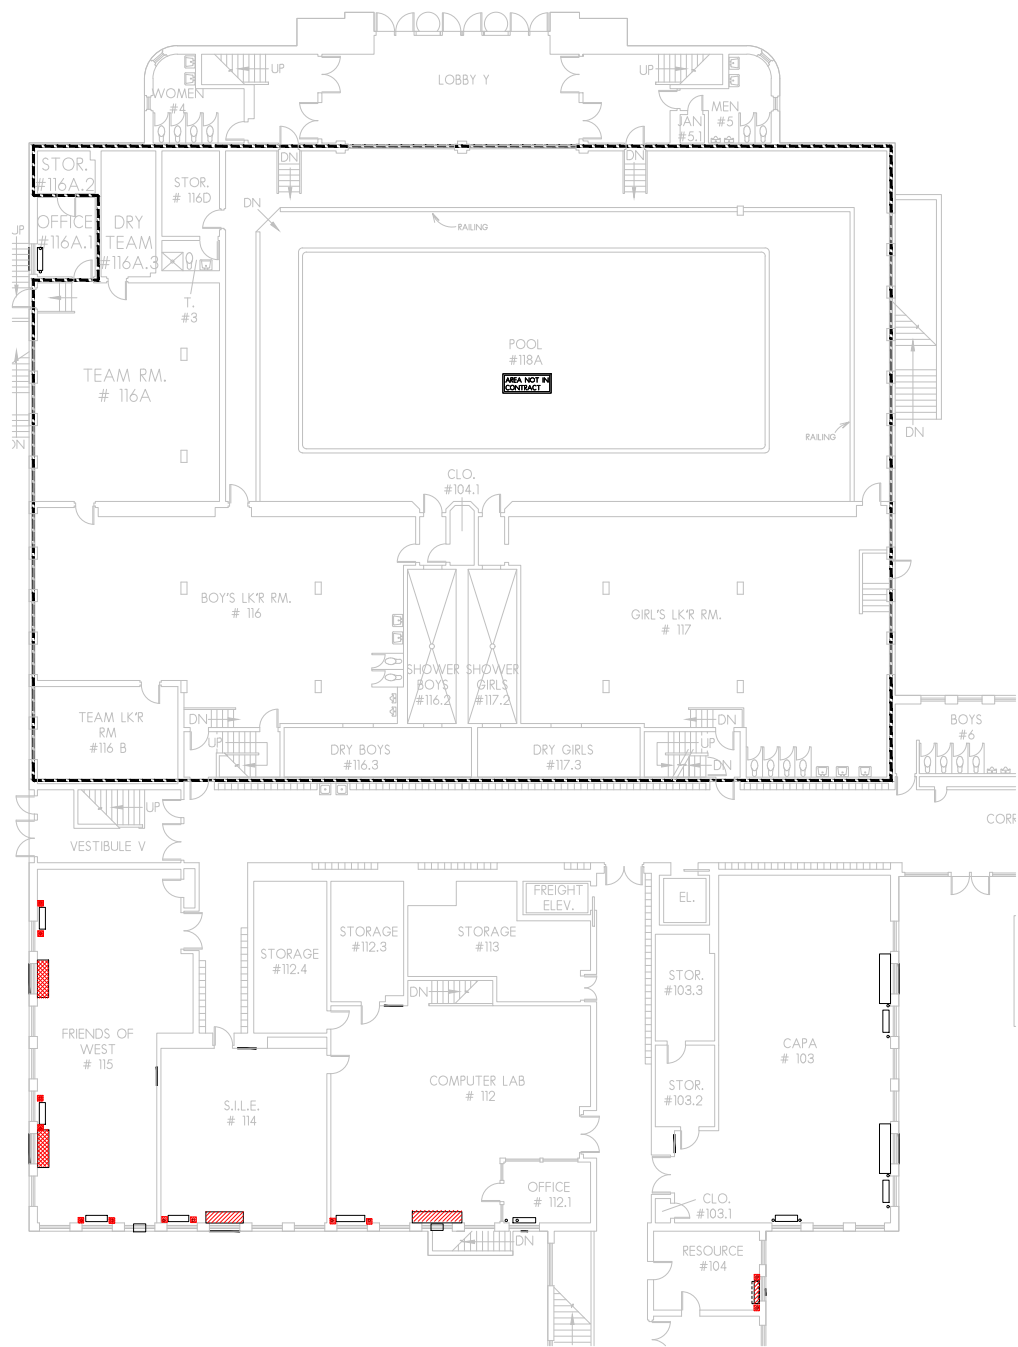 LOBBY Y
UP
UP
WOMEN
#4
MEN
#5
JAN
#5.1
DN
DN
STOR.
#116A.2
STOR.
# 116D
DN
RAILING
OFFICE
#116A.1
DRY
TEAM
#116A.3
T.
#3
POOL
#118A
AREA NOT IN
CONTRACT
TEAM RM.
# 116A
RAILING
DN
DN
CLO.
#104.1
BOY'S LK'R RM.
# 116
GIRL'S LK'R RM.
# 117
SHOWER
BOYS
#116.2
SHOWER
GIRLS
#117.2
TEAM LK'R
RM
#116 B
DN
DN
BOYS
#6
UP
UP
DRY BOYS
#116.3
DRY GIRLS
#117.3
DN
UP
VESTIBULE V
CORR
FREIGHT
ELEV.
EL.
STORAGE
#112.4
STORAGE
#112.3
STORAGE
#113
DN
STOR.
#103.3
FRIENDS OF
WEST
# 115
CAPA
# 103
COMPUTER LAB
# 112
S.I.L.E.
# 114
STOR.
#103.2
OFFICE
# 112.1
CLO.
#103.1
DN
RESOURCE
#104